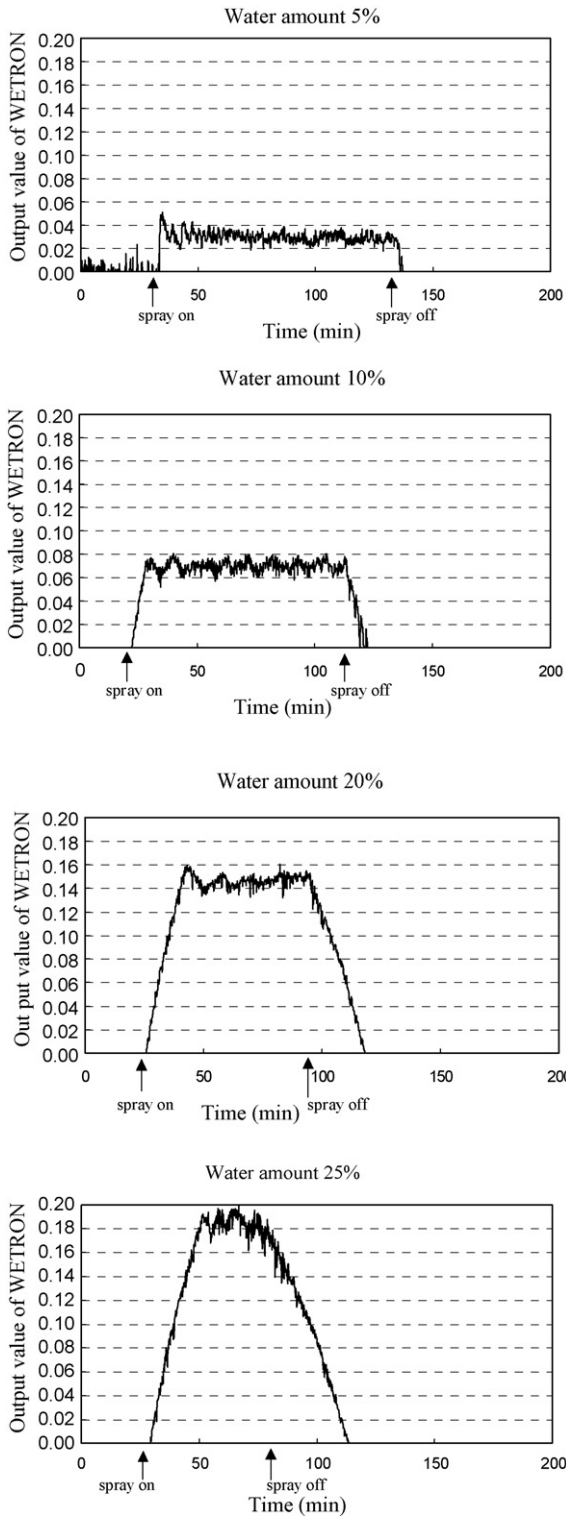 Water amount 5%
Output value of WETRON
0.20
0.18
0.16
0.14
0.12
0.10
0.08
0.06
0.04
0.02
0.00
0 50 100 150 200
spray on spray off
Time (min)
Water amount 10%
Output value of WETRON
0.20
0.18
0.16
0.14
0.12
0.10
0.08
0.06
0.04
0.02
0.00
0 50 100 150 200
spray on spray off
Time (min)
Water amount 20%
Out put value of WETRON
0.20
0.18
0.16
0.14
0.12
0.10
0.08
0.06
0.04
0.02
0.00
0 50 100 150 200
spray on spray off
Time (min)
Water amount 25%
Output value of WETRON
0.20
0.18
0.16
0.14
0.12
0.10
0.08
0.06
0.04
0.02
0.00
0 50 100 150 200
spray on spray off
Time (min)